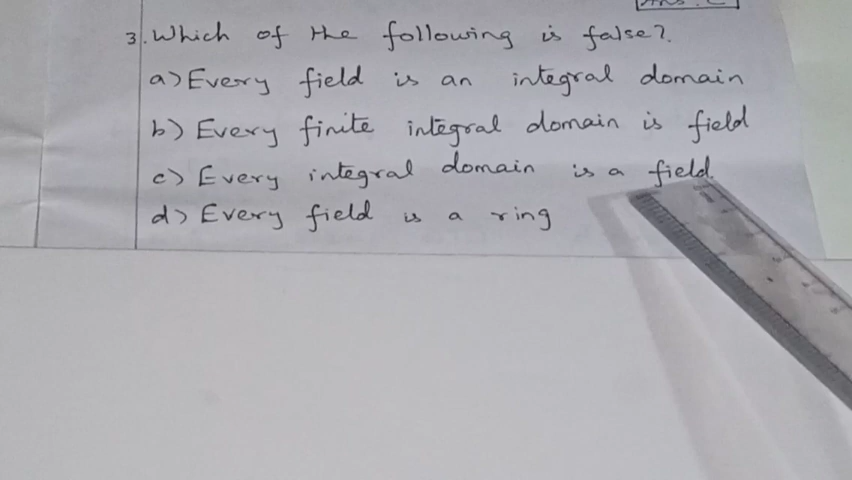 3. Which of the following is false?
a) Every field is an integral domain
b) Every finite integral domain is field
c) Every integral domain is a field.
d) Every field is a ring